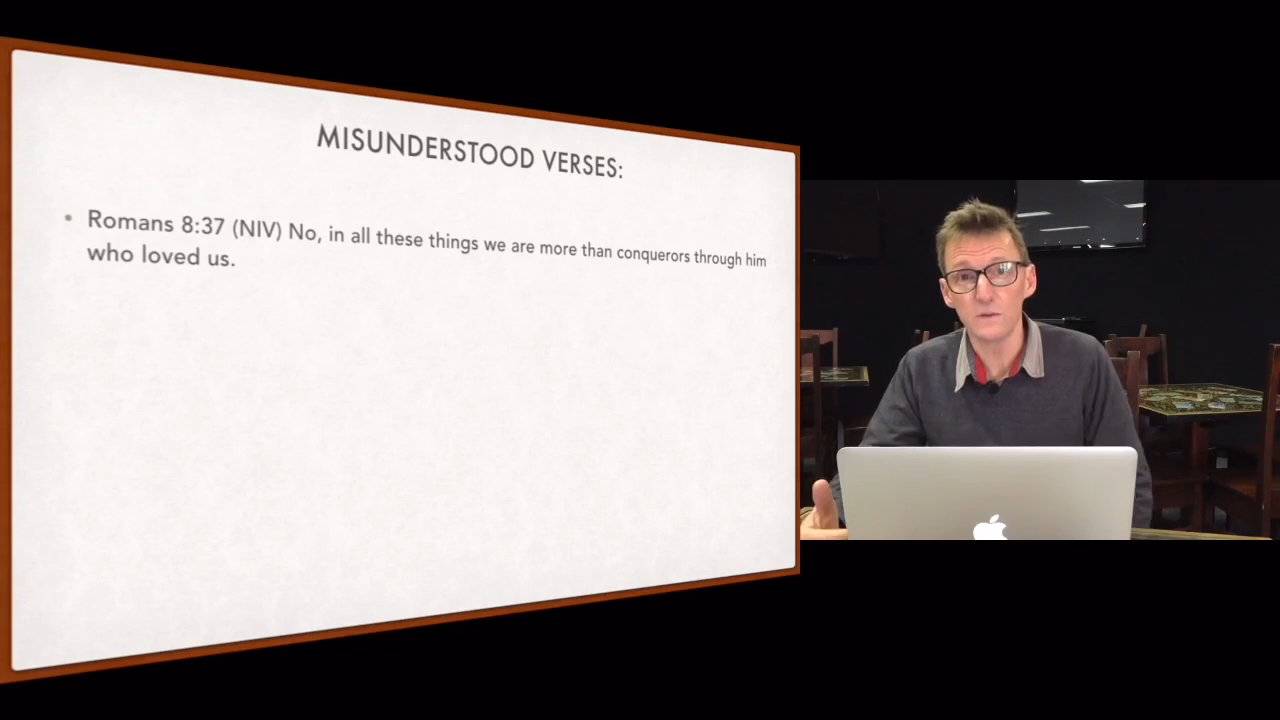 MISUNDERSTOOD VERSES:
• Romans 8:37 (NIV) No, in all these things we are more than conquerors through him
who loved us.